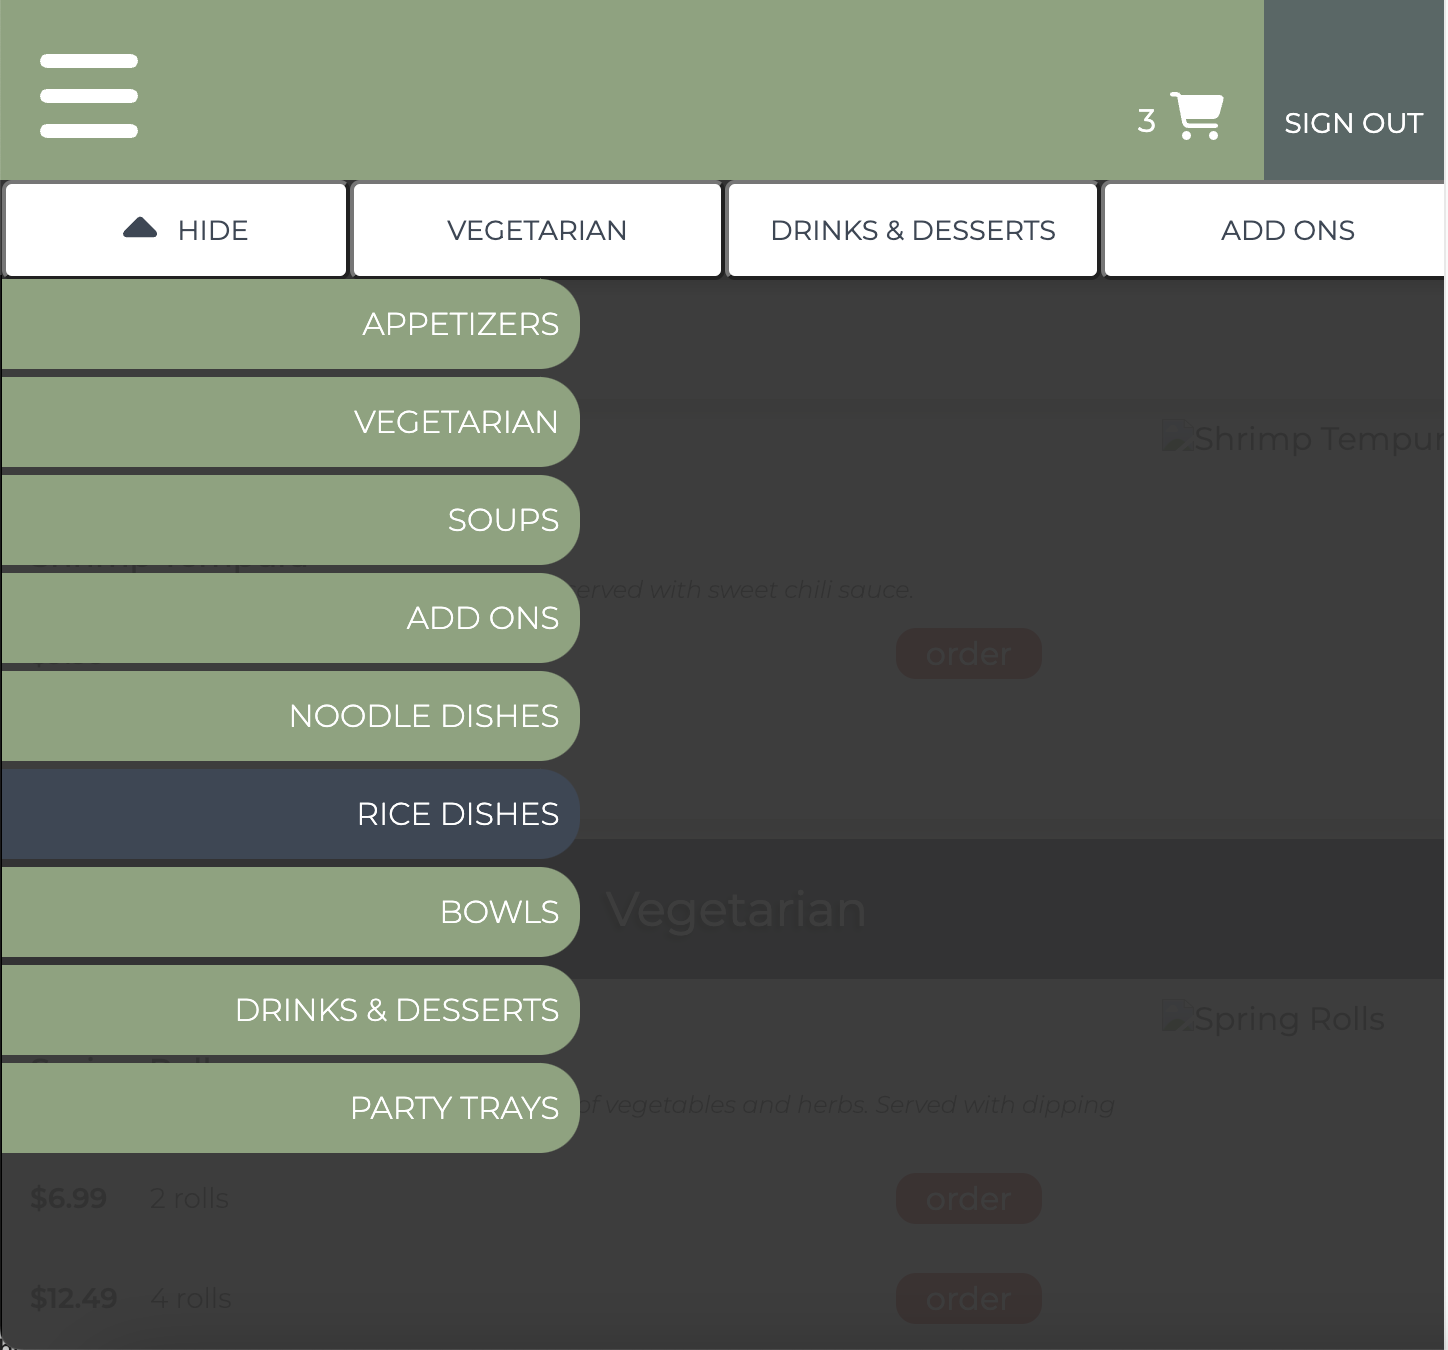 3
SIGN OUT
HIDE
VEGETARIAN
DRINKS & DESSERTS
ADD ONS
APPETIZERS
VEGETARIAN
Shrimp Tempur
SOUPS
erved with sweet chili sauce.
ADD ONS
order
NOODLE DISHES
RICE DISHES
BOWLS
Vegetarian
DRINKS & DESSERTS
Spring Rolls
PARTY TRAYS
of vegetables and herbs. Served with dipping
$6.99 2 rolls order
$12.49 4 rolls order